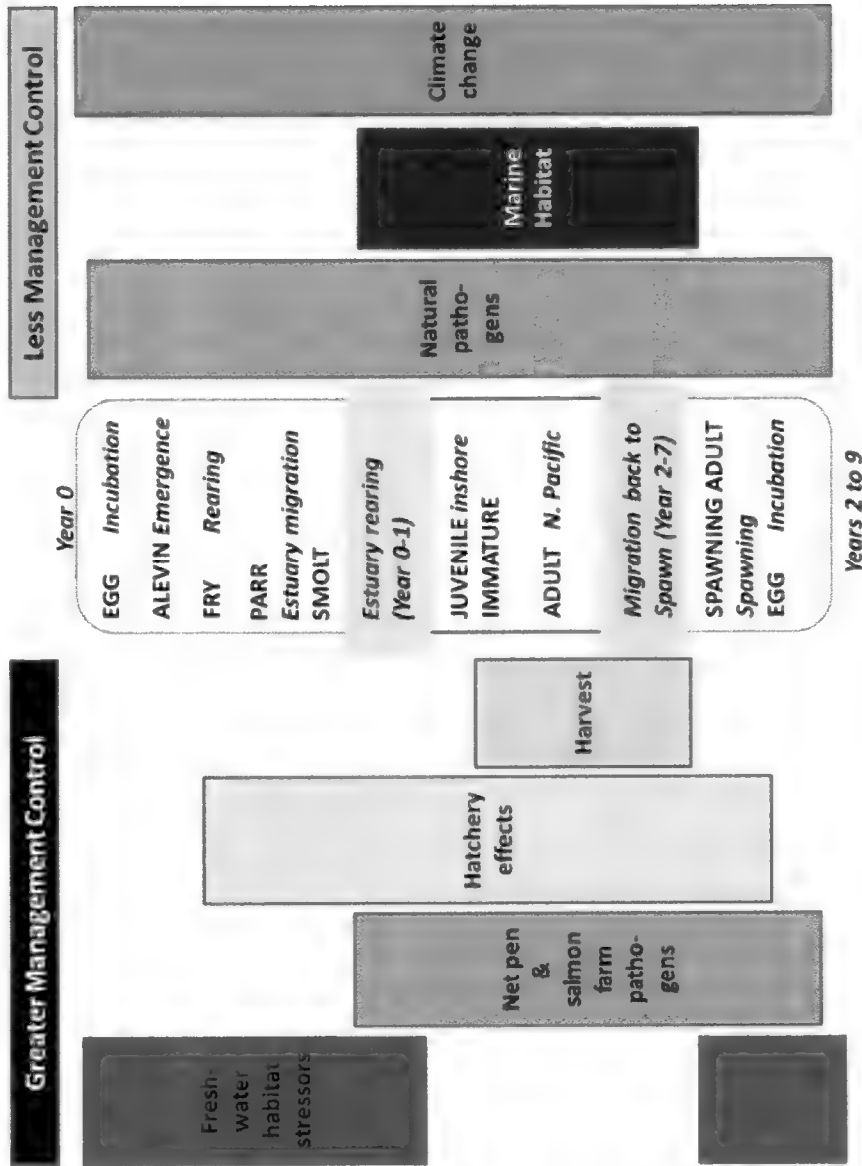 Greater Management Control
Less Management Control
Fresh-
water
habitat
stressors
Net pen
&
salmon
farm
patho-
gens
Hatchery
effects
Harvest
Year 0
EGG Incubation
ALEVIN Emergence
FRY Rearing
PARR
Estuary migration
SMOLT
Estuary rearing
(Year 0-1)
JUVENILE inshore
IMMATURE
ADULT N. Pacific
Migration back to
Spawn (Year 2-7)
SPAWNING ADULT
Spawning
EGG Incubation
Years 2 to 9
Natural
patho-
gens
Marine
Habitat
Climate
change